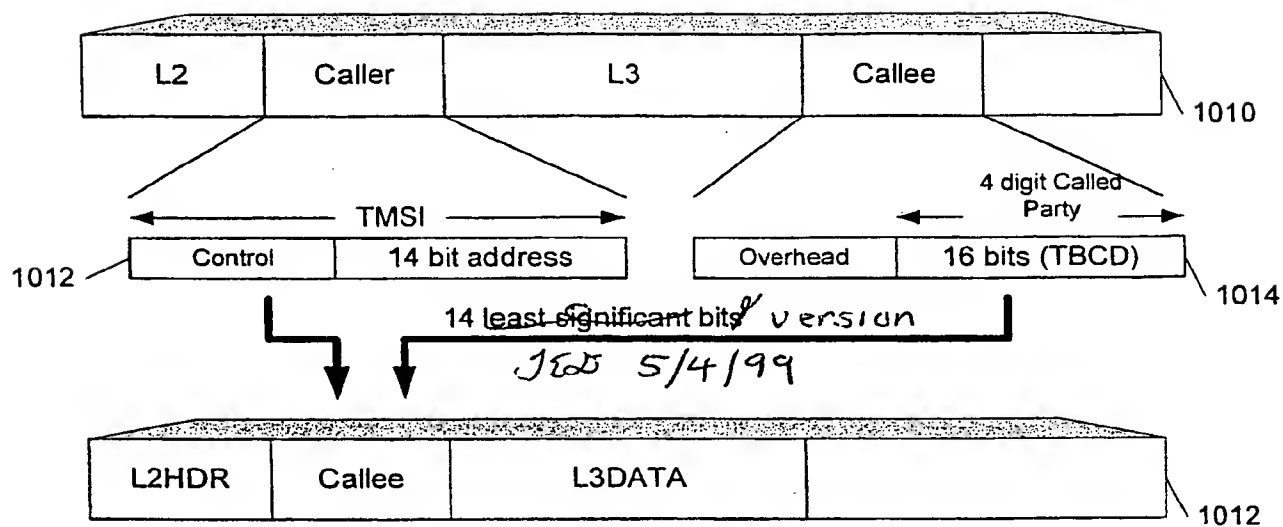 L2 Caller L3 Callee
1010
4 digit Called
Party
TMSI
1012 Control 14 bit address Overhead 16 bits (TBCD)
1014
14 least significant bits version
JED 5/4/99
L2HDR Callee L3DATA
1012